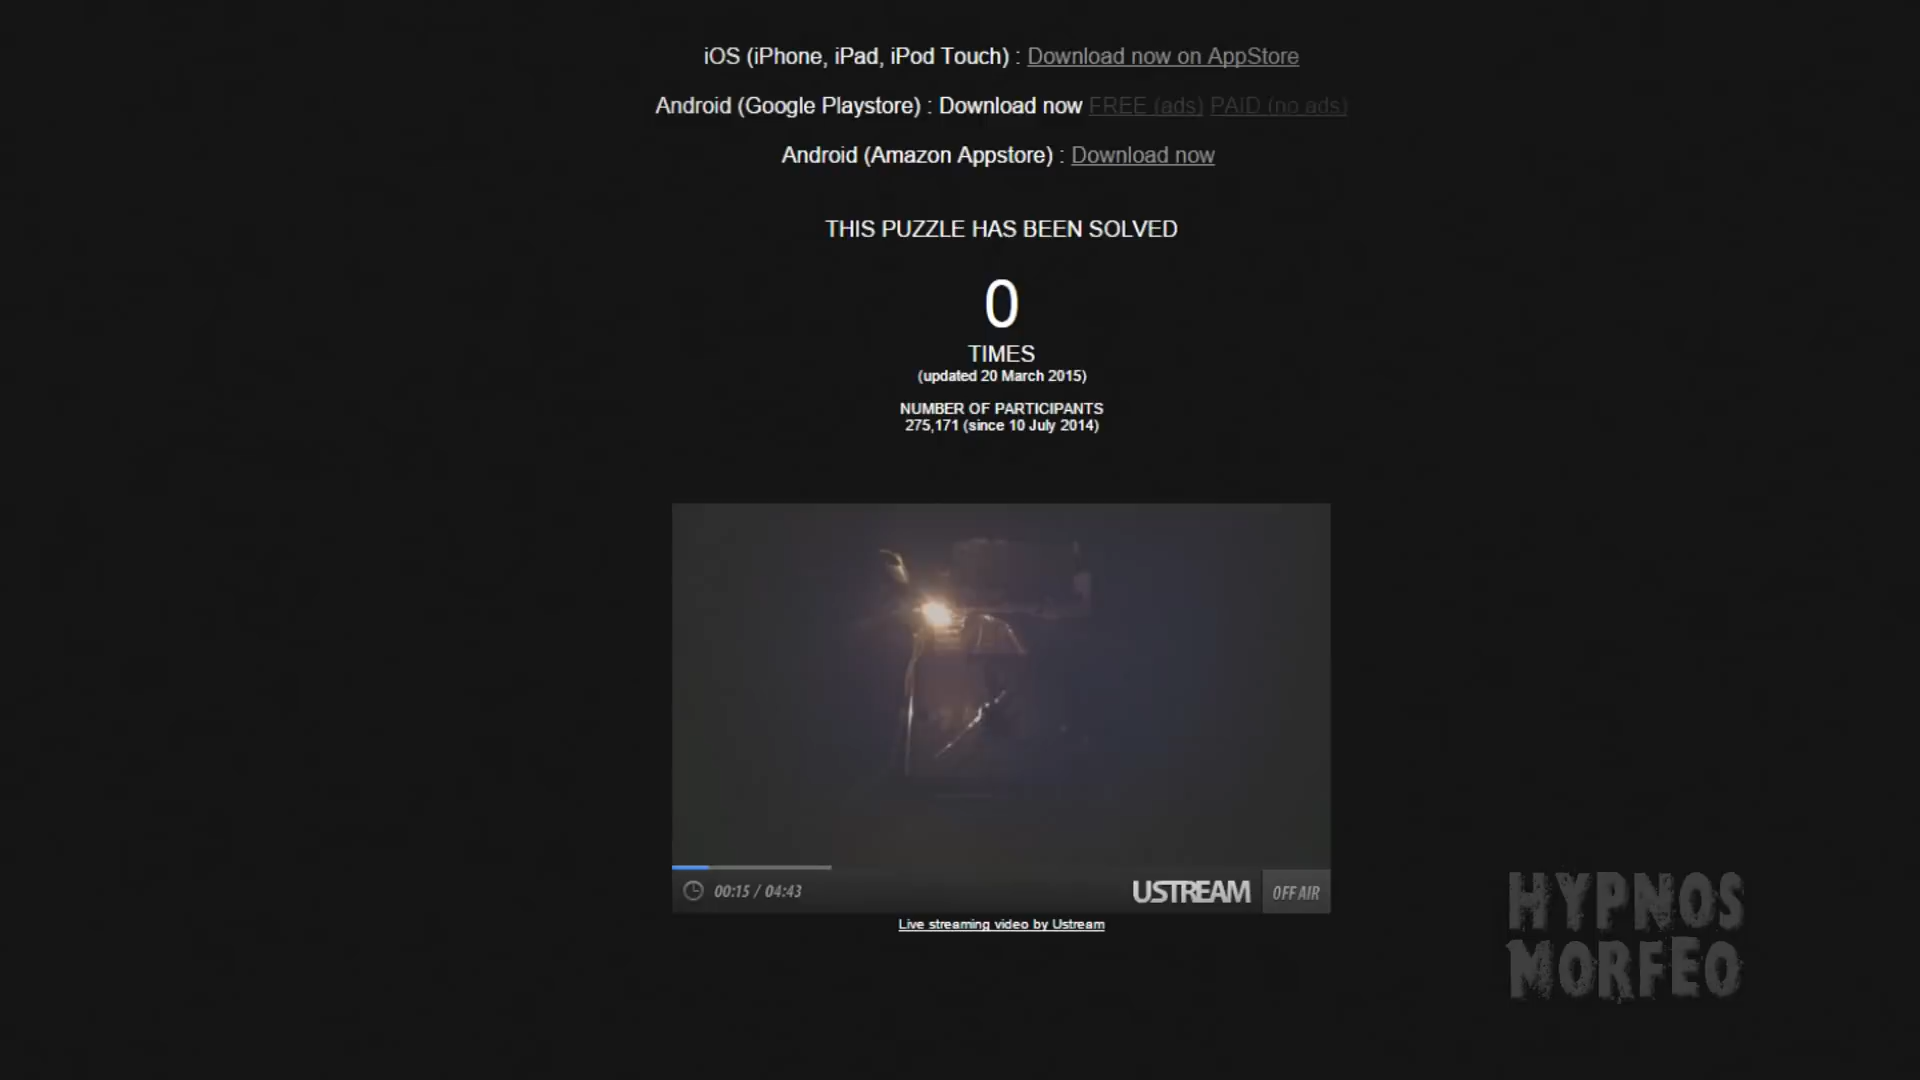 iOS (iPhone, iPad, iPod Touch) : Download now on AppStore
Android (Google Playstore) : Download now FREE (ads) PAID (no ads)
Android (Amazon Appstore) : Download now
THIS PUZZLE HAS BEEN SOLVED
0
TIMES
(updated 20 March 2015)
NUMBER OF PARTICIPANTS
275,171 (since 10 July 2014)
00:15 / 04:43
USTREAM
OFF AIR
Live streaming video by Ustream
HYPNOS
MORFEO